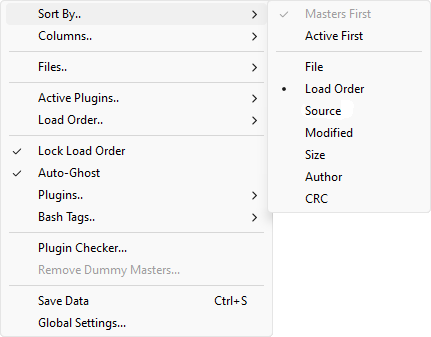 Sort By..
Columns..
Files..
Active Plugins..
Load Order..
Lock Load Order
Auto-Ghost
Plugins..
Bash Tags..
Plugin Checker...
Remove Dummy Masters...
Save Data Ctrl+S
Global Settings...
Masters First
Active First
File
Load Order
Source
Modified
Size
Author
CRC